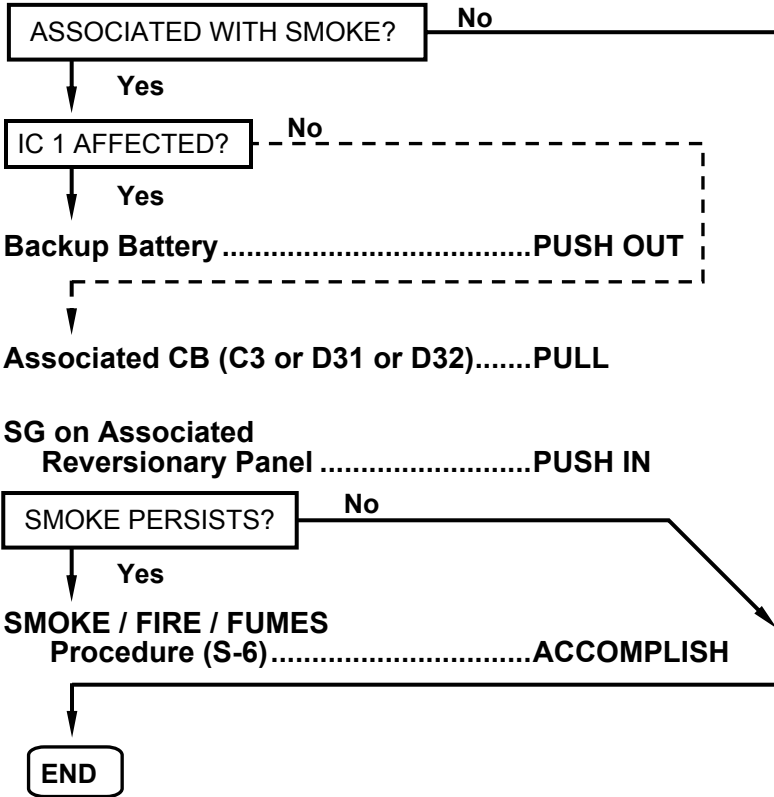 ASSOCIATED WITH SMOKE?
No
Yes
IC 1 AFFECTED?
No
Yes
Backup Battery...................................PUSH OUT
Associated CB (C3 or D31 or D32).......PULL
SG on Associated
Reversionary Panel ........................PUSH IN
SMOKE PERSISTS?
No
Yes
SMOKE / FIRE / FUMES
Procedure (S-6)..............................ACCOMPLISH
END